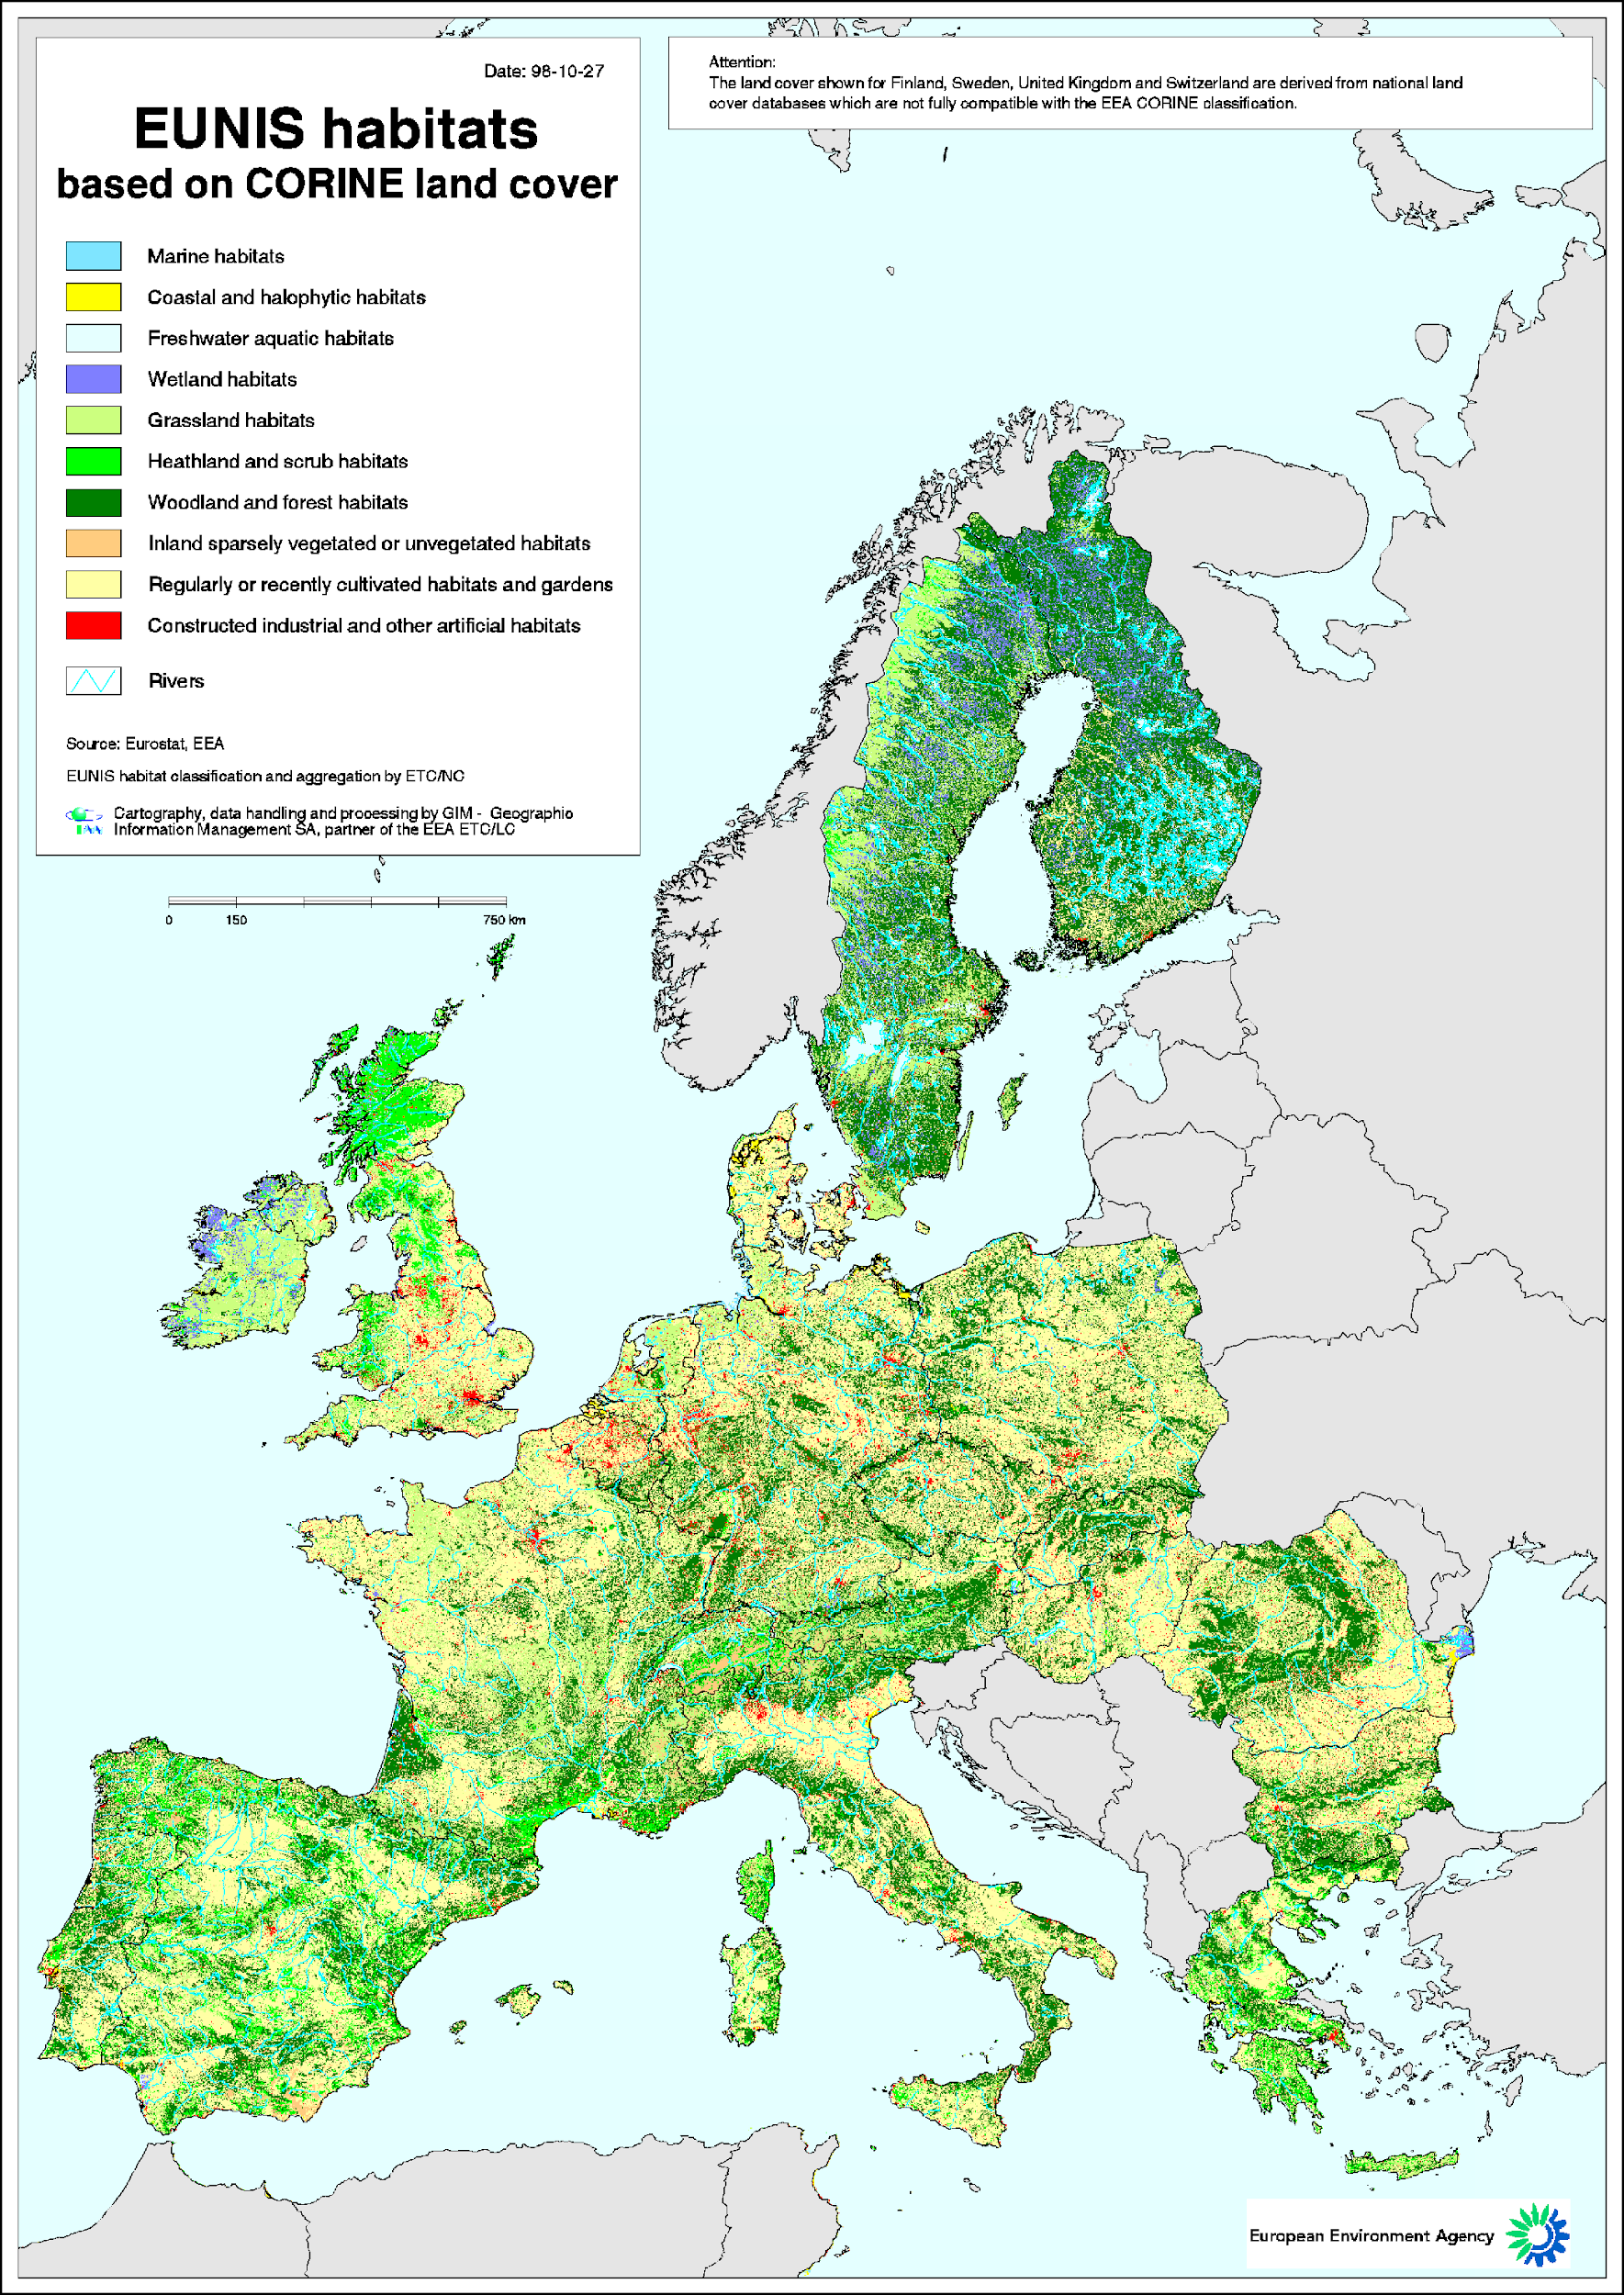 Date: 98-10-27
EUNIS habitats
based on CORINE land cover
Marine habitats
Coastal and halophytic habitats
Freshwater aquatic habitats
Wetland habitats
Grassland habitats
Heathland and scrub habitats
Woodland and forest habitats
Inland sparsely vegetated or unvegetated habitats
Regularly or recently cultivated habitats and gardens
Constructed industrial and other artificial habitats
Rivers
Source: Eurostat, EEA
EUNIS habitat classification and aggregation by ETC/NC
Cartography, data handling and processing by GIM - Geographic
Information Management SA, partner of the EEA ETC/LC
0 150 750 km
Attention:
The land cover shown for Finland, Sweden, United Kingdom and Switzerland are derived from national land
cover databases which are not fully compatible with the EEA CORINE classification.
European Environment Agency